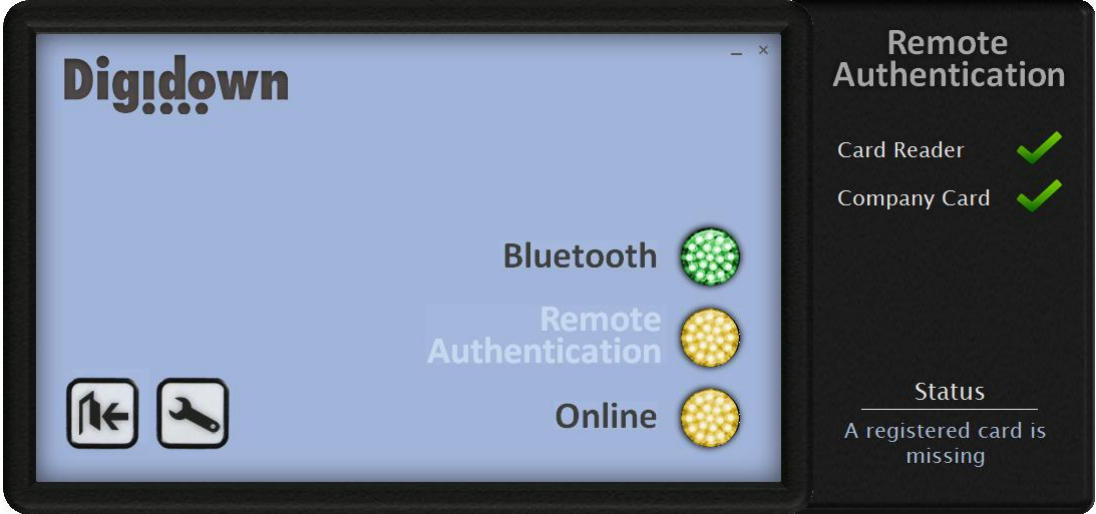 Digidown
Bluetooth
Remote
Authentication
Online
Remote
Authentication
Card Reader
Company Card
Status
A registered card is
missing